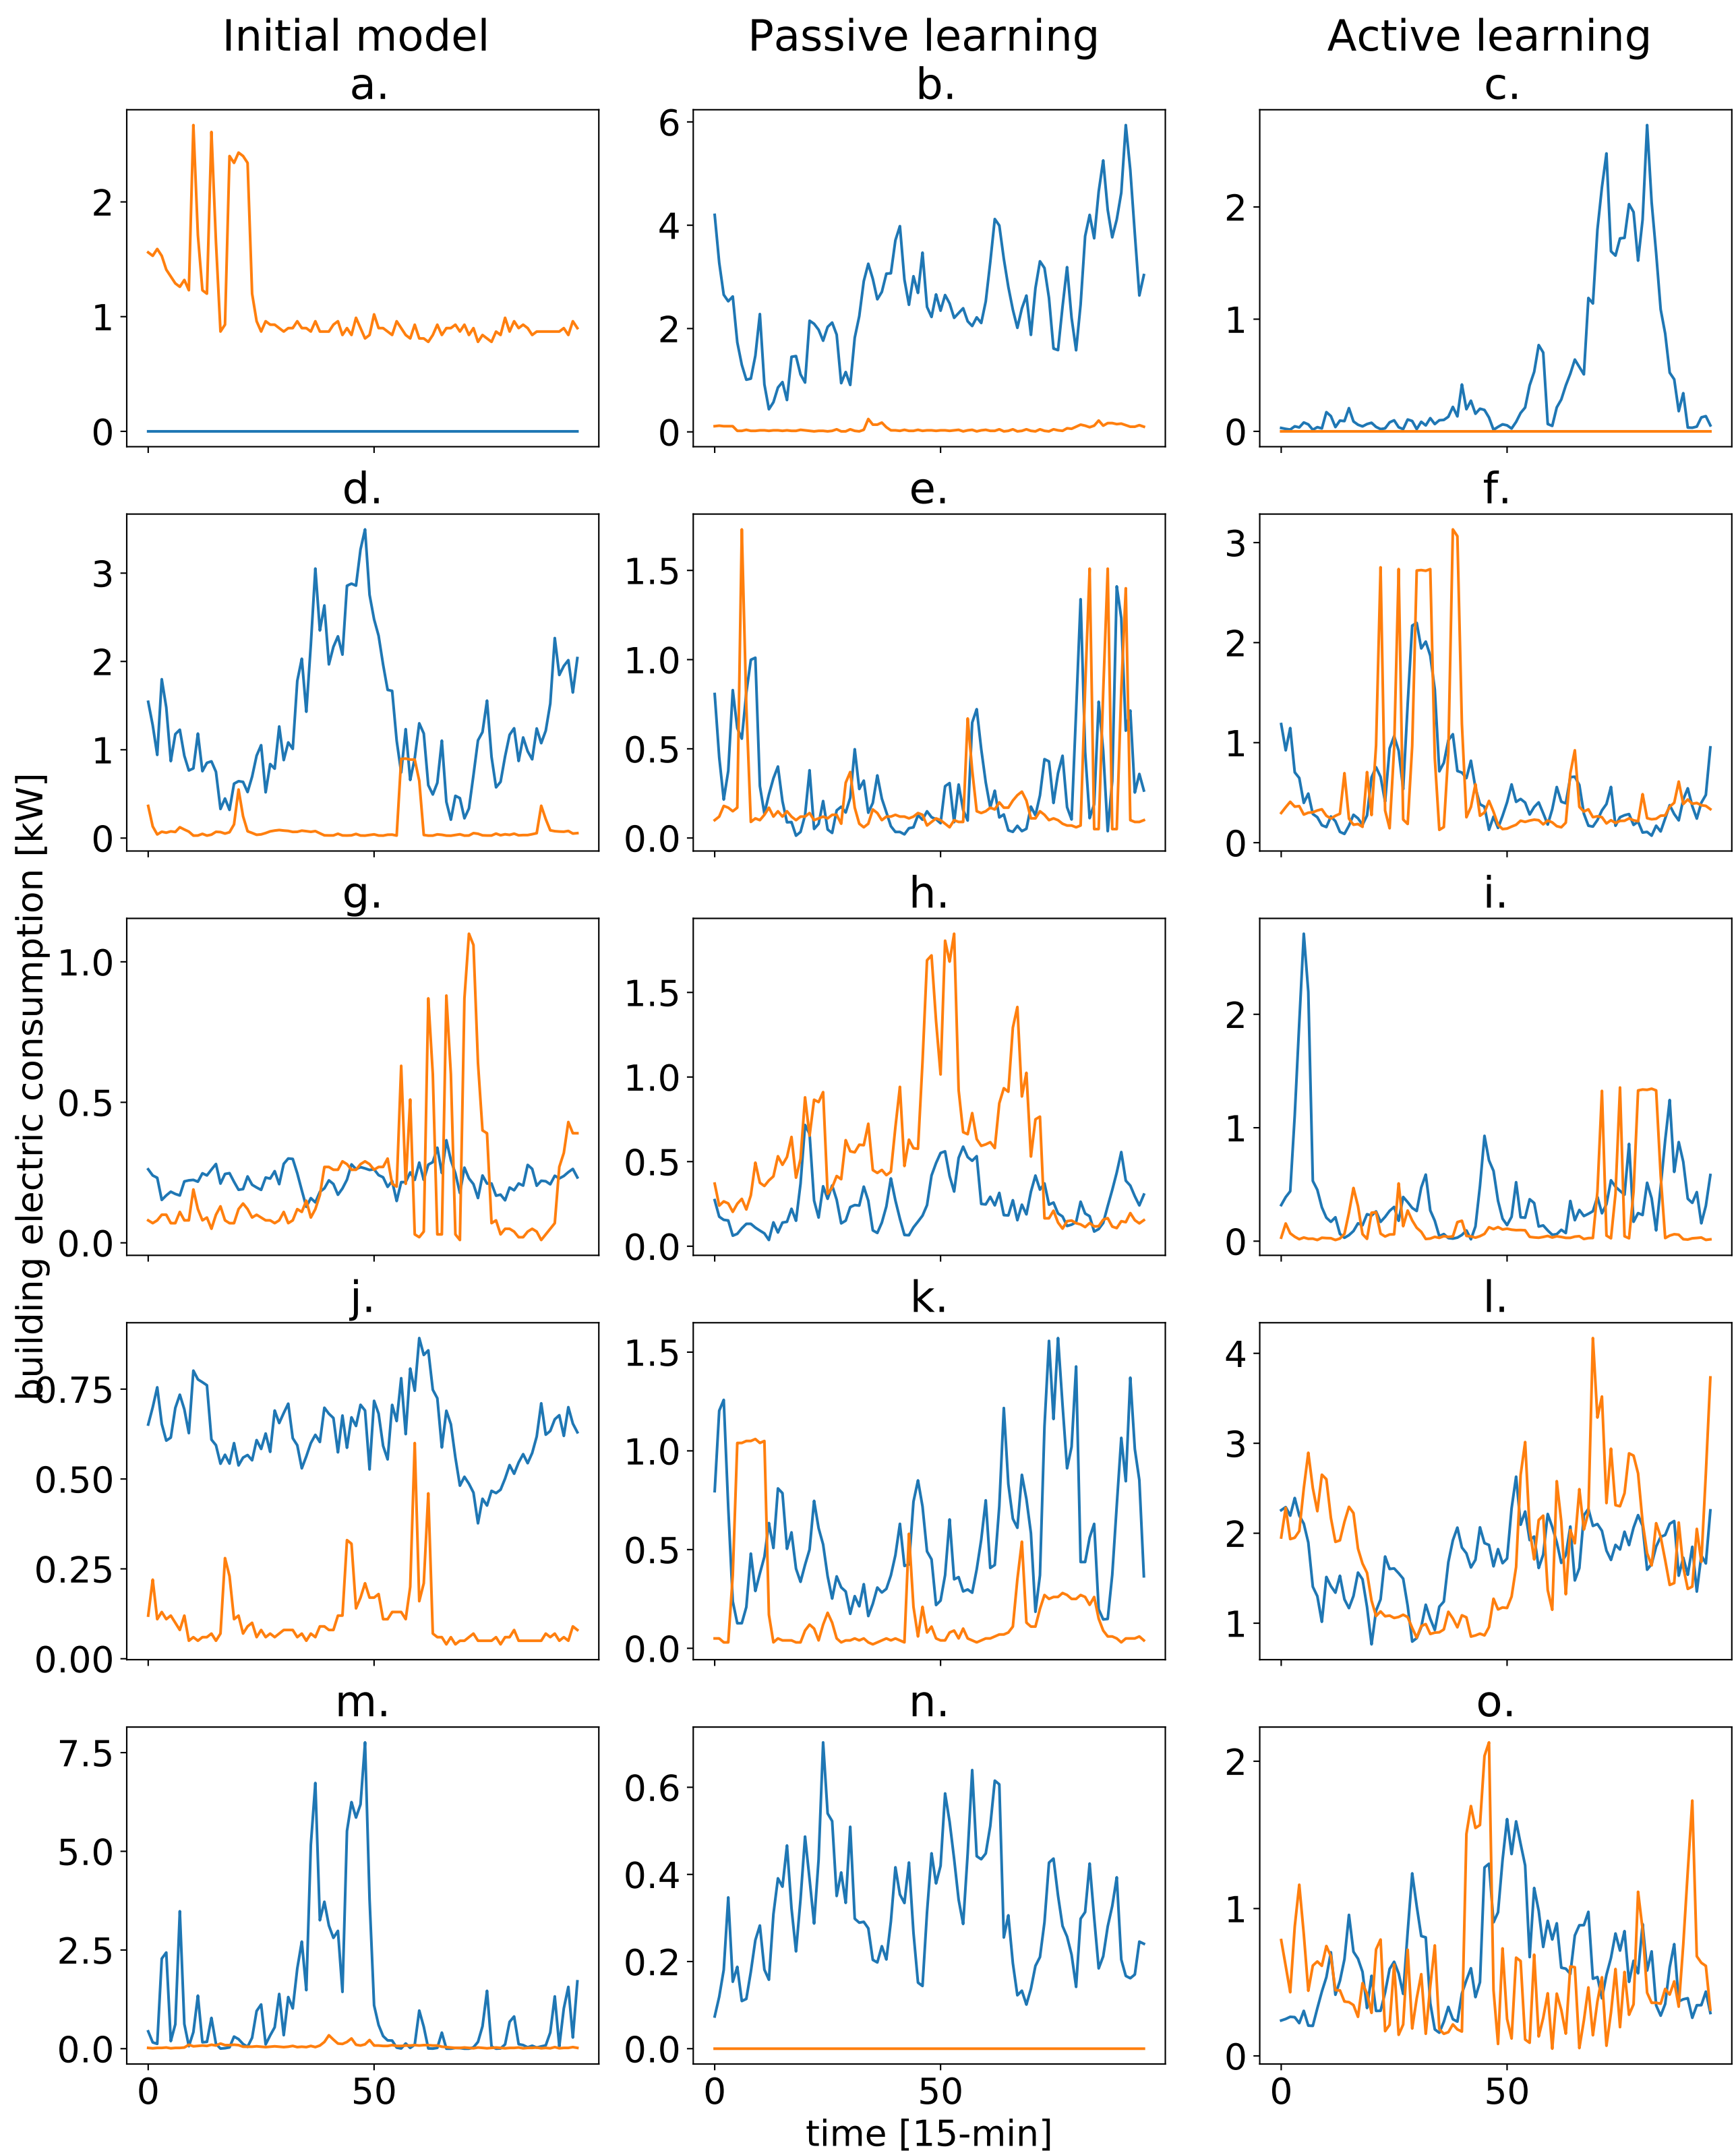 Initial model Passive learning Active learning
a. b. c.
2 1 0
6 4 2 0
2 1 0
d. e. f.
3 2 1 0
1.5 1.0 0.5 0.0
3 2 1 0
g. h. i.
1.0 0.5 0.0
1.5 1.0 0.5 0.0
2 1 0
j. k. l.
0.75 0.50 0.25 0.00
1.5 1.0 0.5 0.0
4 3 2 1
m. n. o.
7.5 5.0 2.5 0.0
0.6 0.4 0.2 0.0
2 1 0
0 50 0 50 0 50
time [15-min]
building electric consumption [kW]